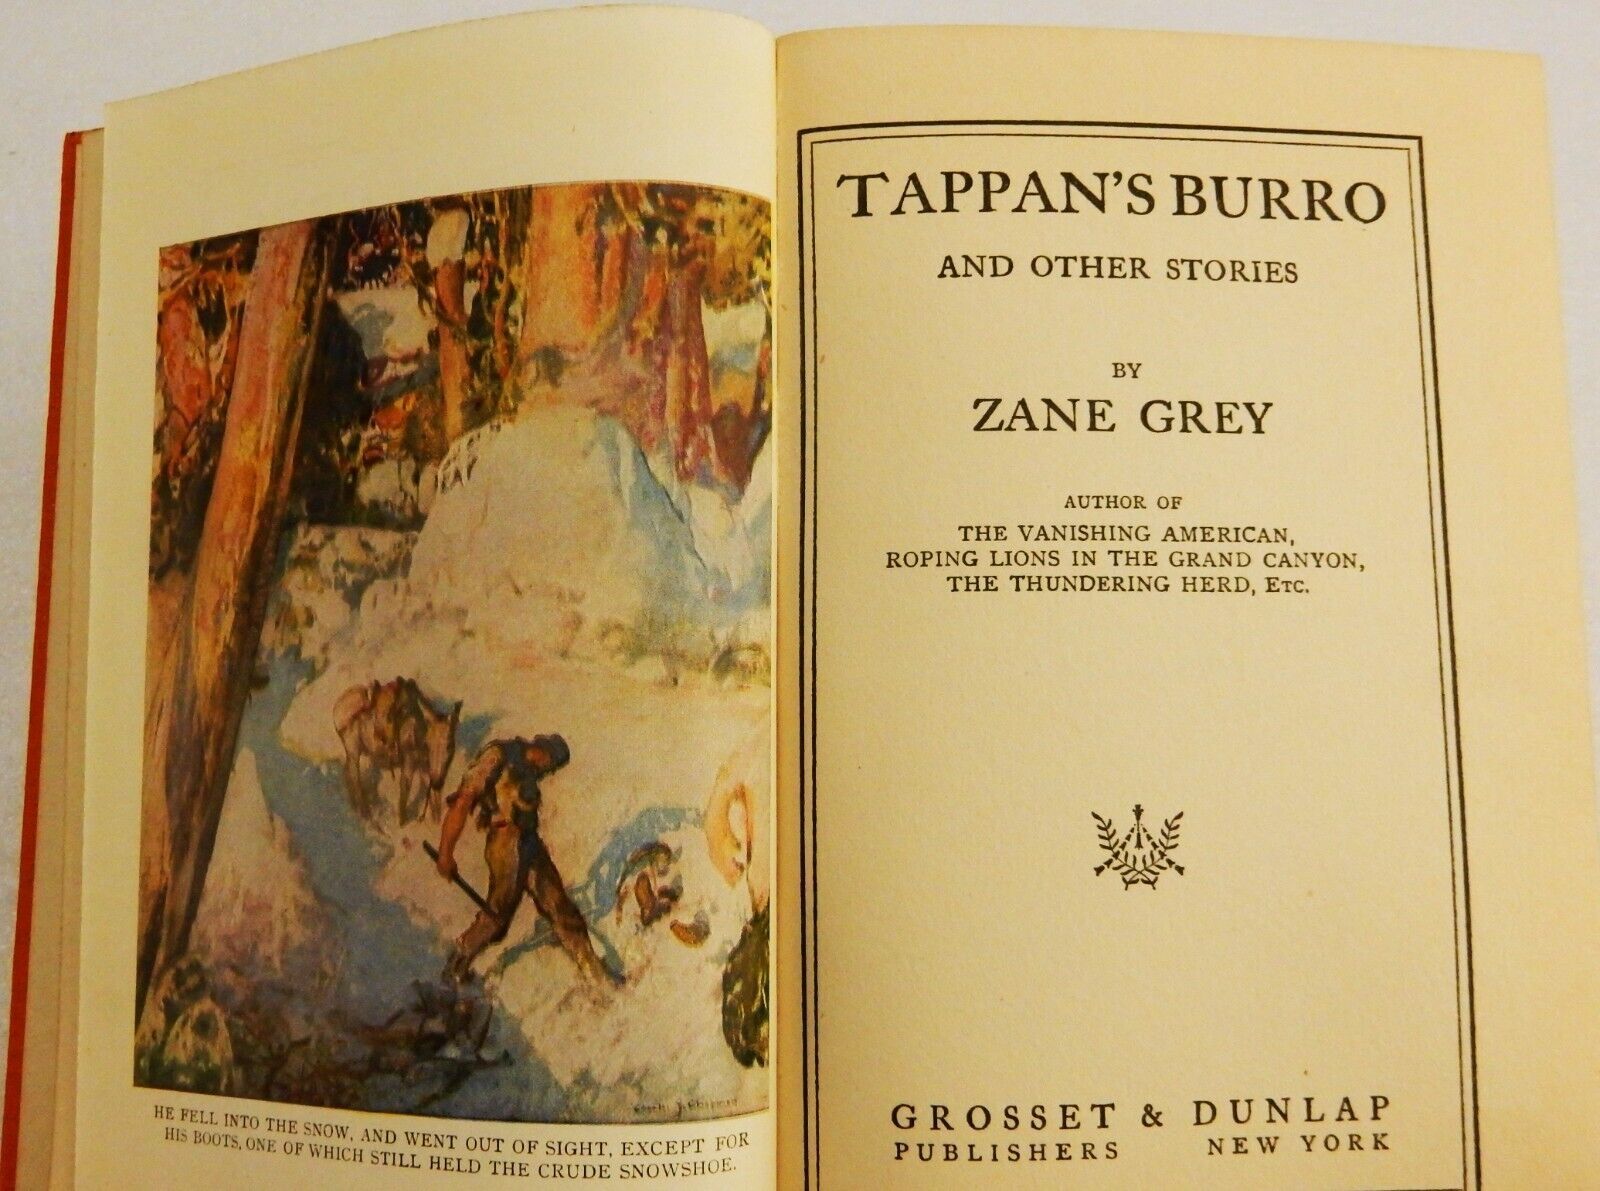 HE FELL INTO THE SNOW, AND WENT OUT OF SIGHT, EXCEPT FOR
HIS BOOTS, ONE OF WHICH STILL HELD THE CRUDE SNOWSHOE.
TAPPAN'S BURRO
AND OTHER STORIES
BY
ZANE GREY
AUTHOR OF
THE VANISHING AMERICAN,
ROPING LIONS IN THE GRAND CANYON,
THE THUNDERING HERD, ETC.
GROSSET & DUNLAP
PUBLISHERS NEW YORK